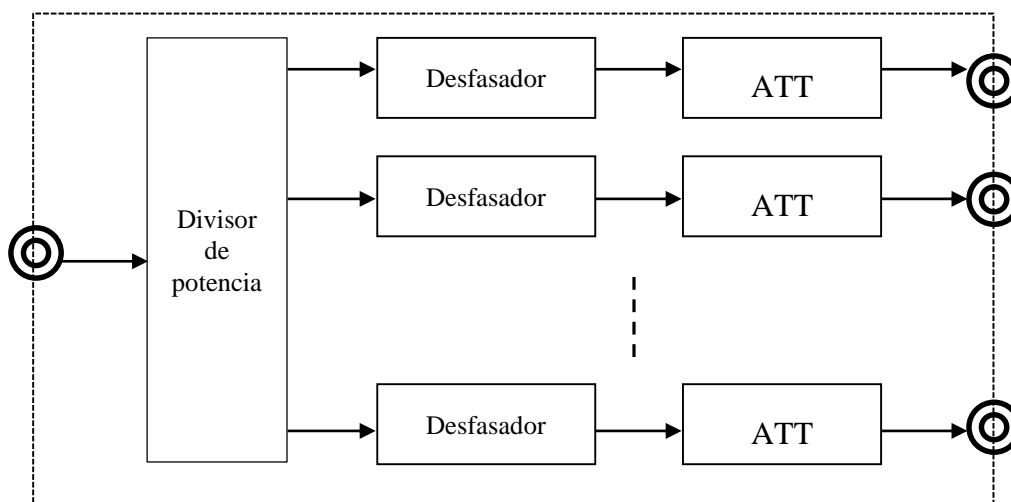 Desfasador
ATT
Desfasador
ATT
Divisor
de
potencia
Desfasador
ATT